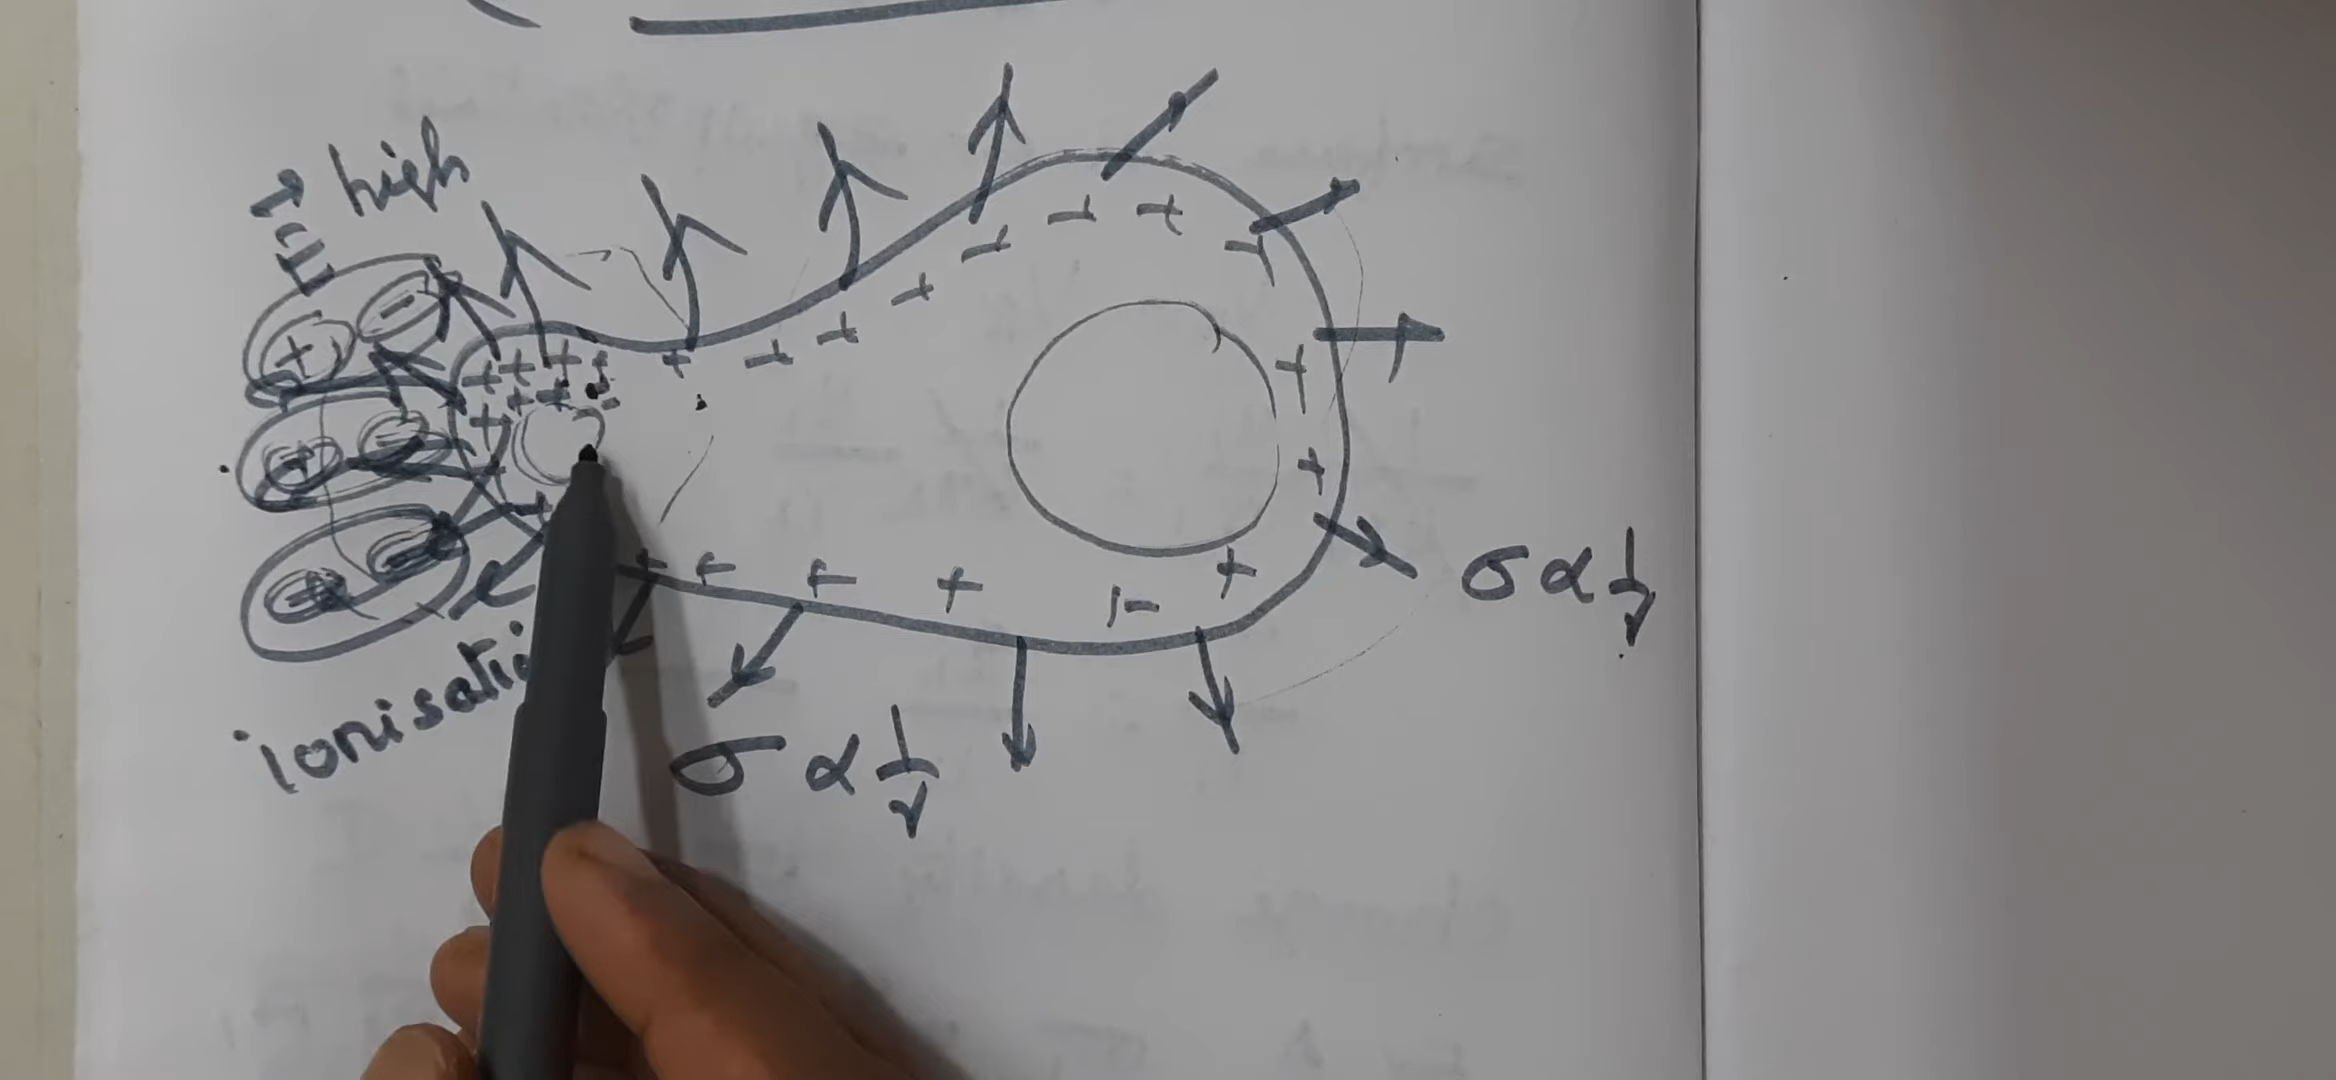 high
ionisati
σ α 1/r
σ α 1/r